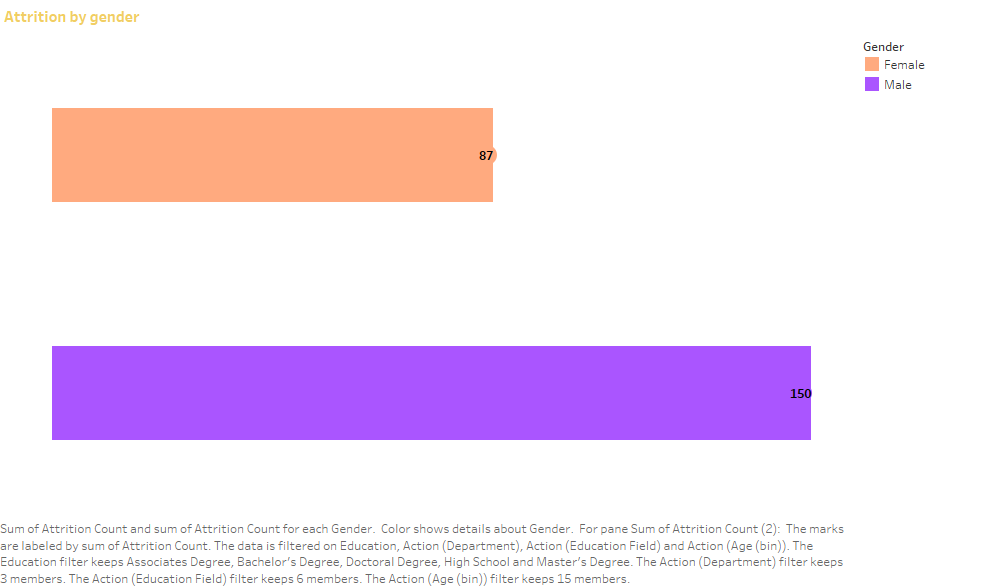 Attrition by gender
Gender
Female
Male
87
150
Sum of Attrition Count and sum of Attrition Count for each Gender.  Color shows details about Gender.  For pane Sum of Attrition Count (2):  The marks
are labeled by sum of Attrition Count. The data is filtered on Education, Action (Department), Action (Education Field) and Action (Age (bin)). The
Education filter keeps Associates Degree, Bachelor's Degree, Doctoral Degree, High School and Master's Degree. The Action (Department) filter keeps
3 members. The Action (Education Field) filter keeps 6 members. The Action (Age (bin)) filter keeps 15 members.